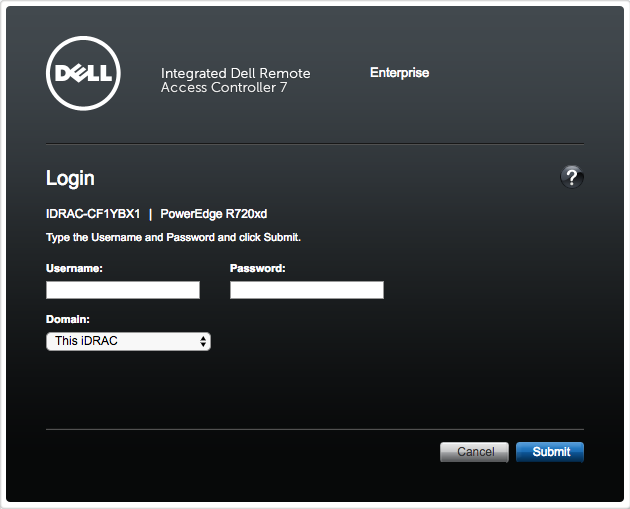 DELL
Integrated Dell Remote
Access Controller 7
Enterprise
Login
?
IDRAC-CF1YBX1 | PowerEdge R720xd
Type the Username and Password and click Submit.
Username: Password:
Domain:
This iDRAC
Cancel Submit